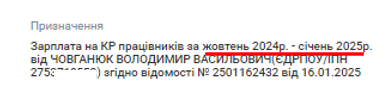 Призначення
Зарплата на КР працівників за жовтень 2024р. - січень 2025р.
від ЧОВГАНЮК ВОЛОДИМИР ВАСИЛЬОВИЧ(ЄДРПОУ/ІПН
згідно відомості № 2501162432 від 16.01.2025